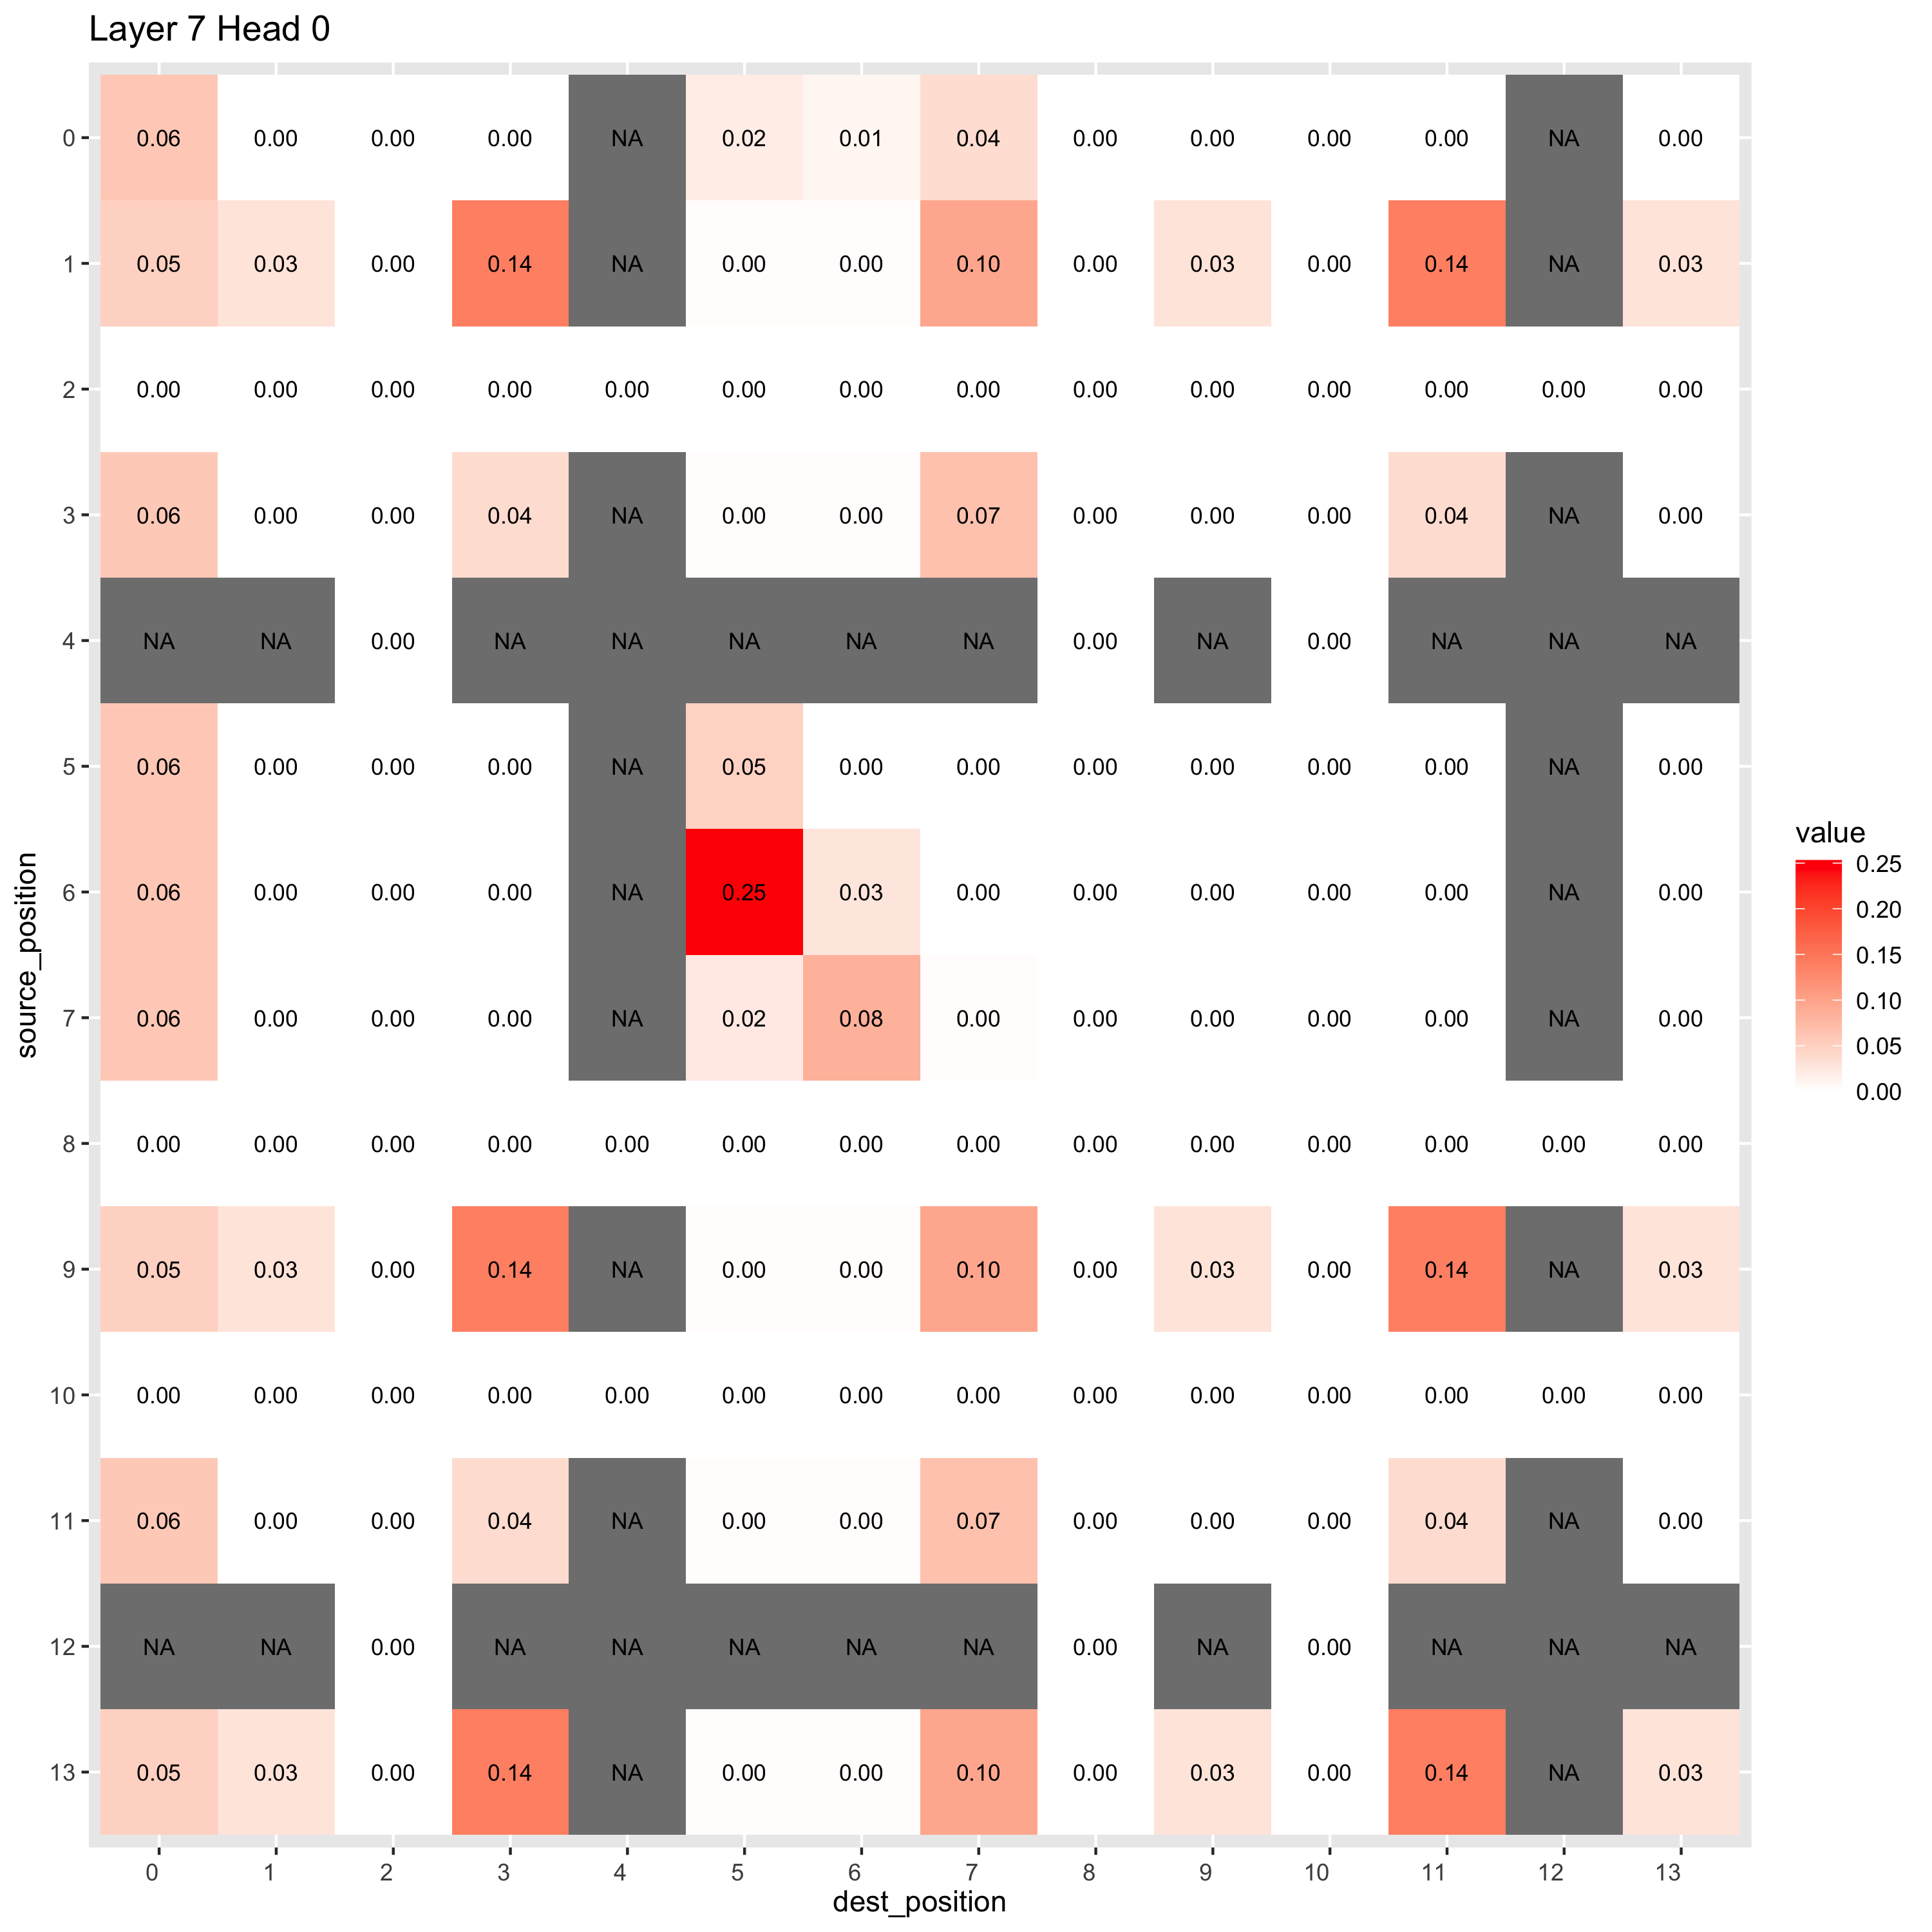 Layer 7 Head 0
0 0.06 0.00 0.00 0.00 NA 0.02 0.01 0.04 0.00 0.00 0.00 0.00 NA 0.00
1 0.05 0.03 0.00 0.14 NA 0.00 0.00 0.10 0.00 0.03 0.00 0.14 NA 0.03
2 0.00 0.00 0.00 0.00 0.00 0.00 0.00 0.00 0.00 0.00 0.00 0.00 0.00 0.00
3 0.06 0.00 0.00 0.04 NA 0.00 0.00 0.07 0.00 0.00 0.00 0.04 NA 0.00
4 NA NA 0.00 NA NA NA NA NA 0.00 NA 0.00 NA NA NA
5 0.06 0.00 0.00 0.00 NA 0.05 0.00 0.00 0.00 0.00 0.00 0.00 NA 0.00
6 0.06 0.00 0.00 0.00 NA 0.25 0.03 0.00 0.00 0.00 0.00 0.00 NA 0.00
7 0.06 0.00 0.00 0.00 NA 0.02 0.08 0.00 0.00 0.00 0.00 0.00 NA 0.00
8 0.00 0.00 0.00 0.00 0.00 0.00 0.00 0.00 0.00 0.00 0.00 0.00 0.00 0.00
9 0.05 0.03 0.00 0.14 NA 0.00 0.00 0.10 0.00 0.03 0.00 0.14 NA 0.03
10 0.00 0.00 0.00 0.00 0.00 0.00 0.00 0.00 0.00 0.00 0.00 0.00 0.00 0.00
11 0.06 0.00 0.00 0.04 NA 0.00 0.00 0.07 0.00 0.00 0.00 0.04 NA 0.00
12 NA NA 0.00 NA NA NA NA NA 0.00 NA 0.00 NA NA NA
13 0.05 0.03 0.00 0.14 NA 0.00 0.00 0.10 0.00 0.03 0.00 0.14 NA 0.03
0 1 2 3 4 5 6 7 8 9 10 11 12 13
dest_position
source_position
value
0.25
0.20
0.15
0.10
0.05
0.00